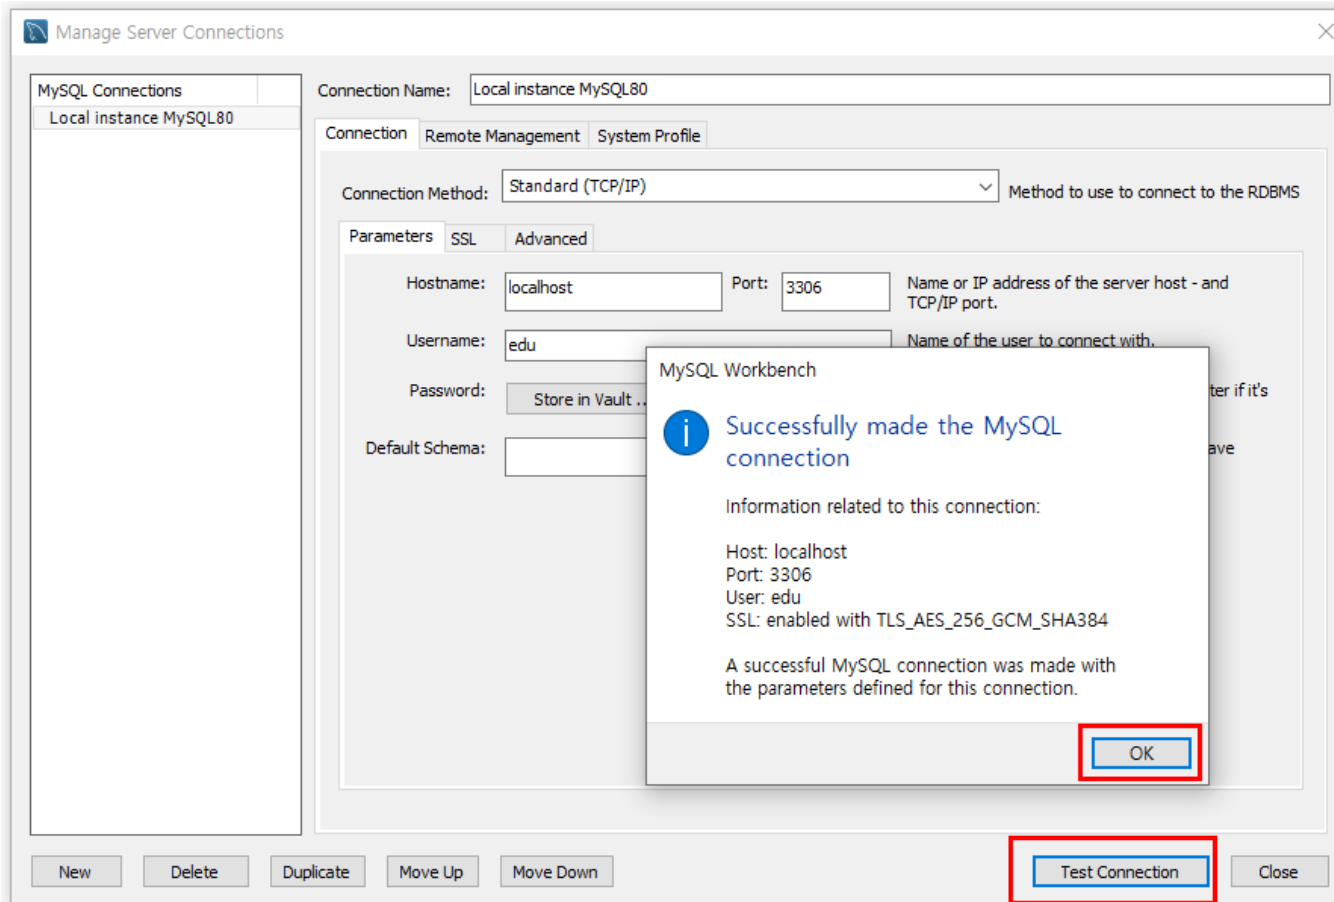 Manage Server Connections
MySQL Connections
Local instance MySQL80
Connection Name: Local instance MySQL80
Connection Remote Management System Profile
Connection Method: Standard (TCP/IP) Method to use to connect to the RDBMS
Parameters SSL Advanced
Hostname: localhost Port: 3306 Name or IP address of the server host - and
TCP/IP port.
Username: edu Name of the user to connect with.
Password: Store in Vault .. ter if it's
Default Schema: ave
MySQL Workbench
Successfully made the MySQL
connection
Information related to this connection:
Host: localhost
Port: 3306
User: edu
SSL: enabled with TLS_AES_256_GCM_SHA384
A successful MySQL connection was made with
the parameters defined for this connection.
OK
New Delete Duplicate Move Up Move Down Test Connection Close